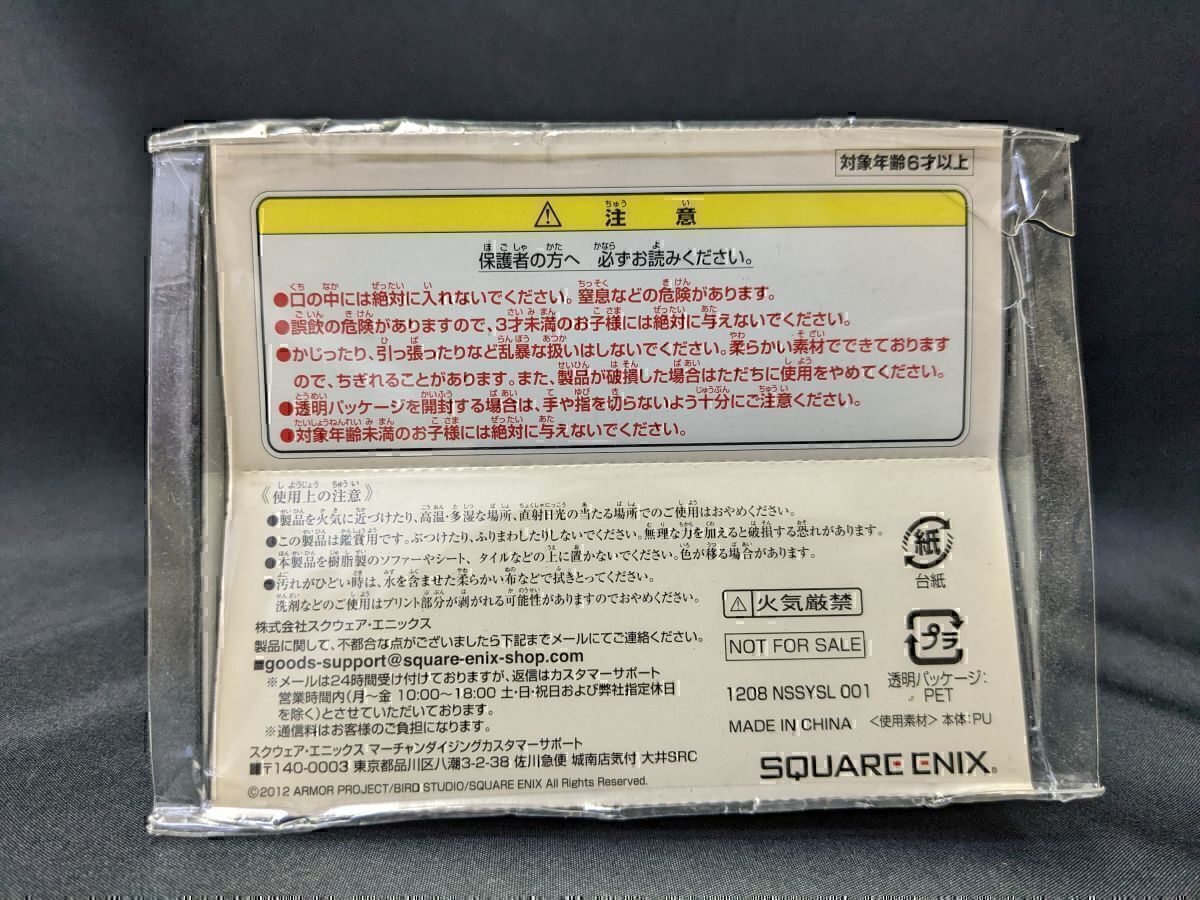 対象年齢6才以上
⚠ 注意
保護者の方へ 必ずお読みください。
●口の中には絶対に入れないでください。窒息などの危険があります。
●誤飲の危険がありますので、3才未満のお子様には絶対に与えないでください。
●かじったり、引っ張ったりなど乱暴な扱いはしないでください。柔らかい素材でできております
ので、ちぎれることがあります。また、製品が破損した場合はただちに使用をやめてください。
●透明パッケージを開封する場合は、手や指を切らないよう十分にご注意ください。
●対象年齢未満のお子様には絶対に与えないでください。
《使用上の注意》
●製品を火気に近づけたり、高温・多湿な場所、直射日光の当たる場所でのご使用はおやめください。
●この製品は鑑賞用です。ぶつけたり、ふりまわしたりしないでください。無理な力を加えると破損する恐れがあります。
●本製品を樹脂製のソファーやシート、タイルなどの上に置かないでください。色が移る場合があります。
●汚れがひどい時は、水を含ませた柔らかい布などで拭きとってください。
洗剤などのご使用はプリント部分が剥がれる可能性がありますのでおやめください。
紙
台紙
⚠火気厳禁
NOT FOR SALE
プラ
透明パッケージ:
PET
株式会社スクウェア・エニックス
製品に関して、不都合な点がございましたら下記までメールにてご連絡ください。
■goods-support@square-enix-shop.com
※メールは24時間受け付けておりますが、返信はカスタマーサポート
営業時間内(月~金 10:00~18:00 土・日・祝日および弊社指定休日
を除く)とさせていただいております。
※通信料はお客様のご負担になります。
1208 NSSYSL 001
MADE IN CHINA <使用素材>本体:PU
スクウェア・エニックス マーチャンダイジングカスタマーサポート
■〒140-0003 東京都品川区八潮3-2-38 佐川急便 城南店気付 大井SRC
©2012 ARMOR PROJECT/BIRD STUDIO/SQUARE ENIX All Rights Reserved.
SQUARE ENIX®